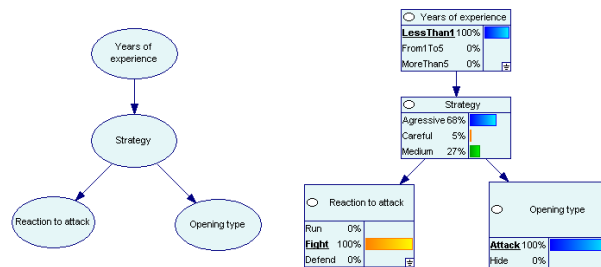 Years of
experience
Strategy
Reaction to attack
Opening type
Years of experience
LessThan1 100%
From1To5 0%
MoreThan5 0%
Strategy
Agressive 68%
Careful 5%
Medium 27%
Reaction to attack
Run 0%
Fight 100%
Defend 0%
Opening type
Attack 100%
Hide 0%